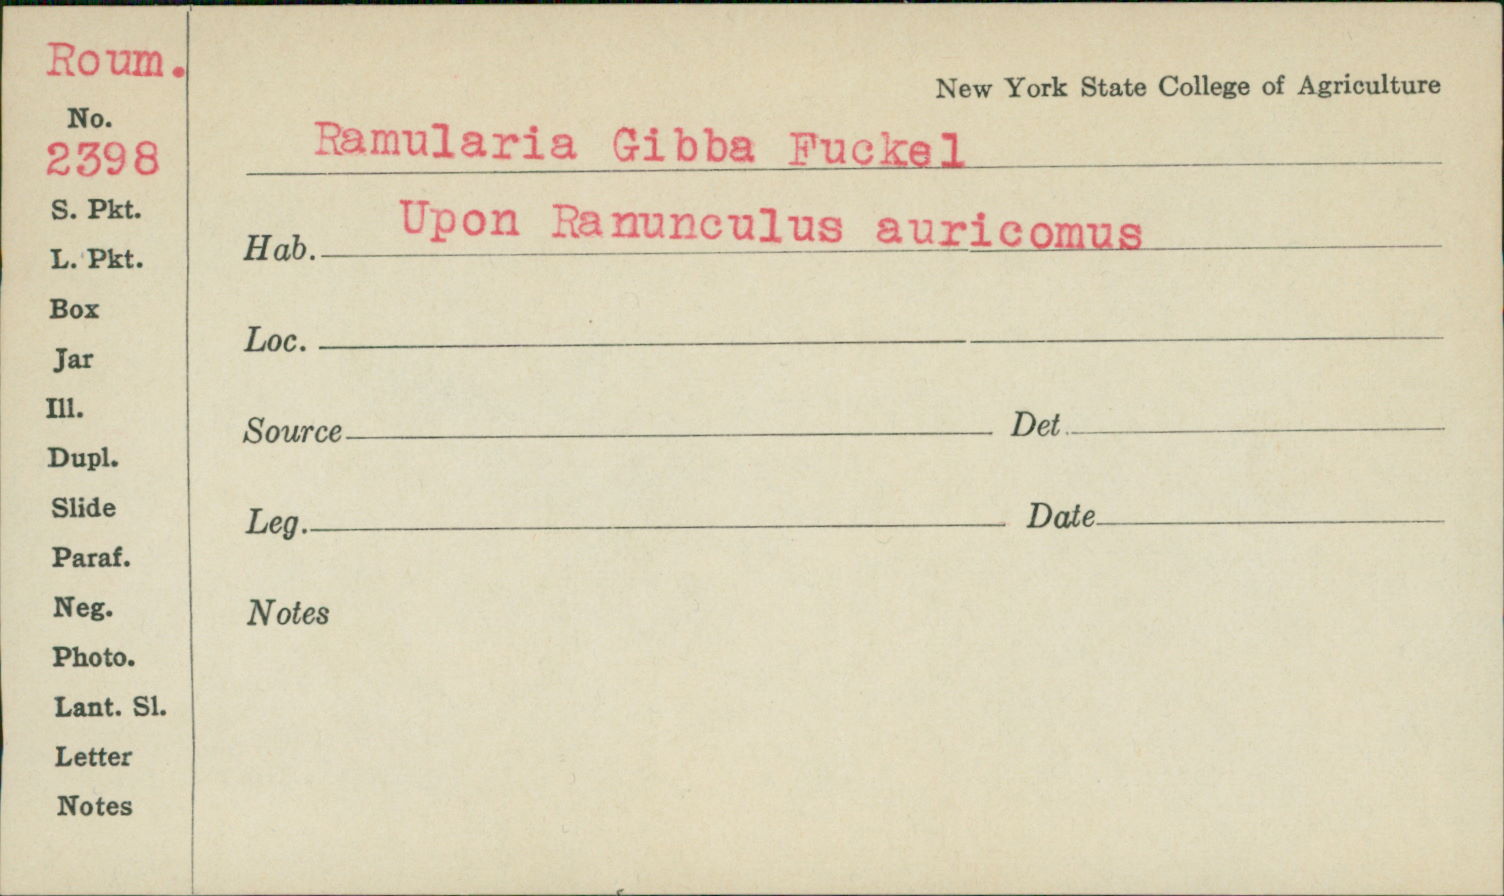 Roum.
New York State College of Agriculture
No.
2398
Ramularia Gibba Fuckel
S. Pkt.
Hab. Upon Ranunculus auricomus
L. Pkt.
Box
Loc.
Jar
Ill.
Source Det.
Dupl.
Slide
Leg. Date
Paraf.
Neg.
Notes
Photo.
Lant. Sl.
Letter
Notes